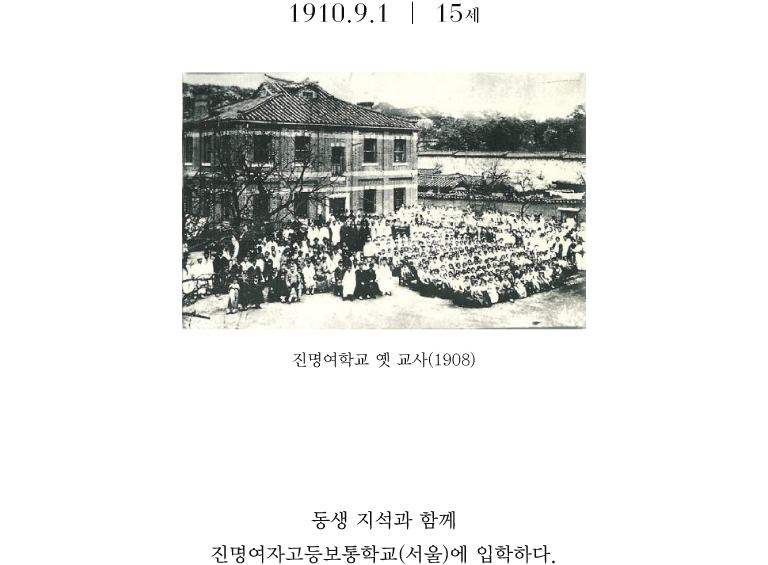 1910.9.1 | 15세
진명여학교 옛 교사(1908)
동생 지석과 함께
진명여자고등보통학교(서울)에 입학하다.